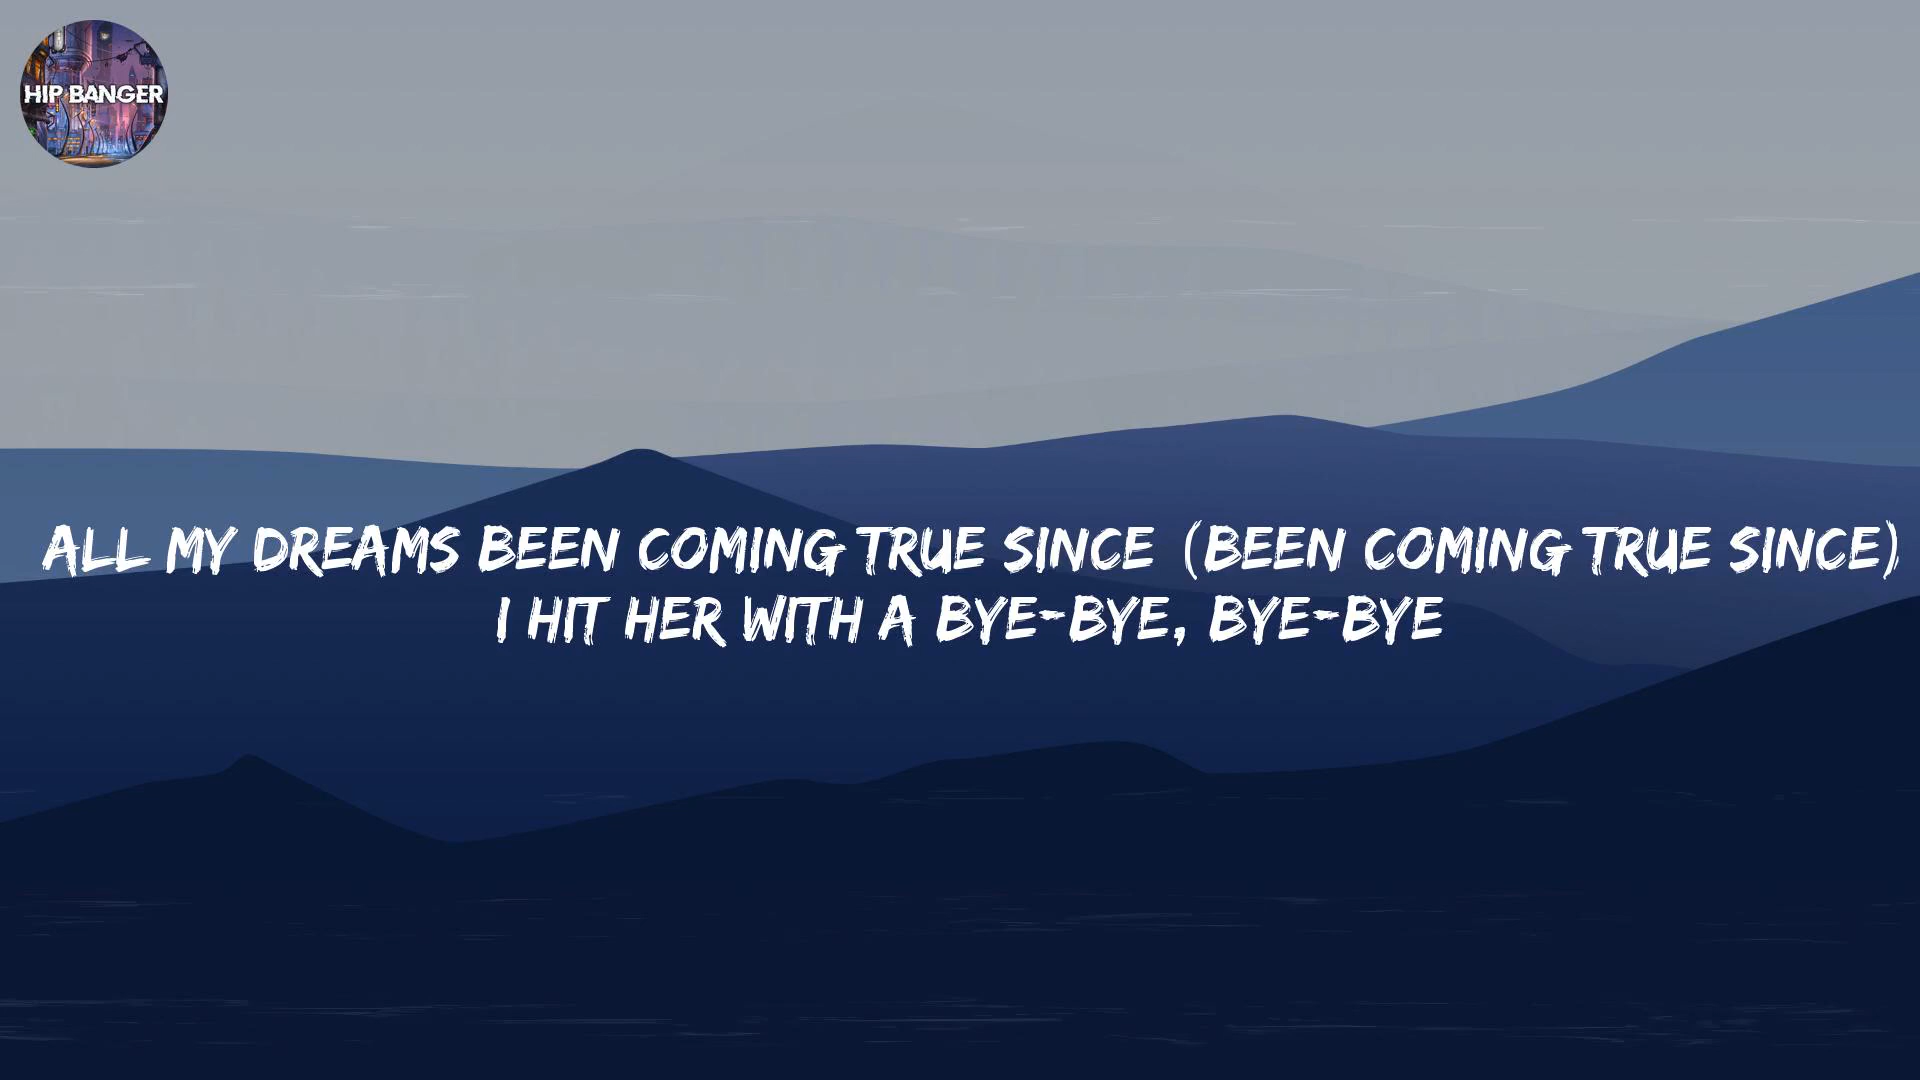 HIP BANGER
ALL MY DREAMS BEEN COMING TRUE SINCE (BEEN COMING TRUE SINCE)
I HIT HER WITH A BYE-BYE, BYE-BYE